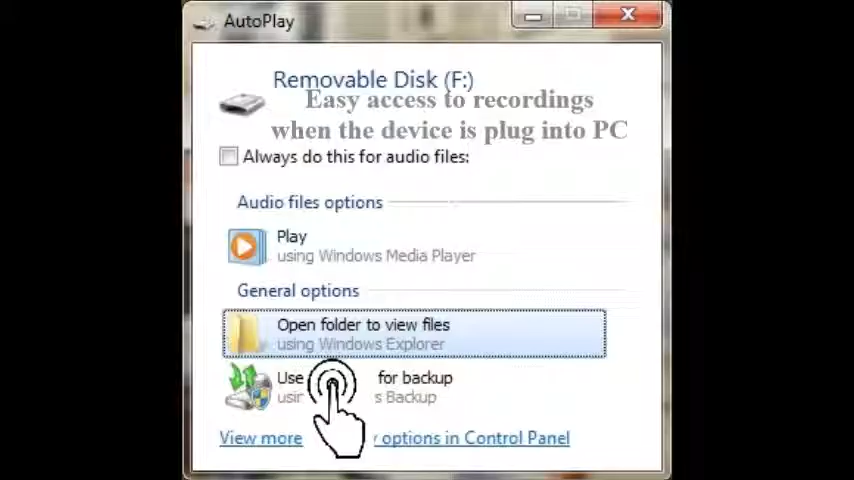 AutoPlay
Removable Disk (F:)
Easy access to recordings
when the device is plug into PC
Always do this for audio files:
Audio files options
Play
using Windows Media Player
General options
Open folder to view files
using Windows Explorer
Use for backup
Backup
View more options in Control Panel